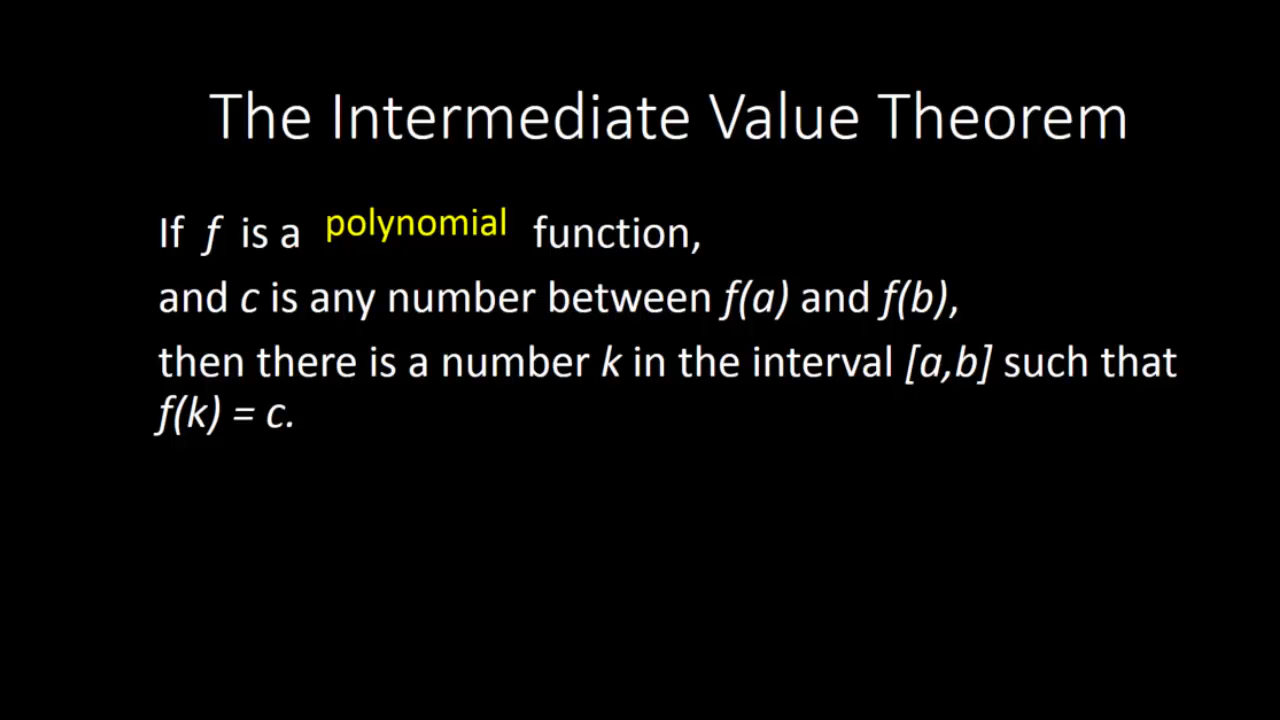 The Intermediate Value Theorem
If f is a polynomial function,
and c is any number between f(a) and f(b),
then there is a number k in the interval [a,b] such that
f(k) = c.